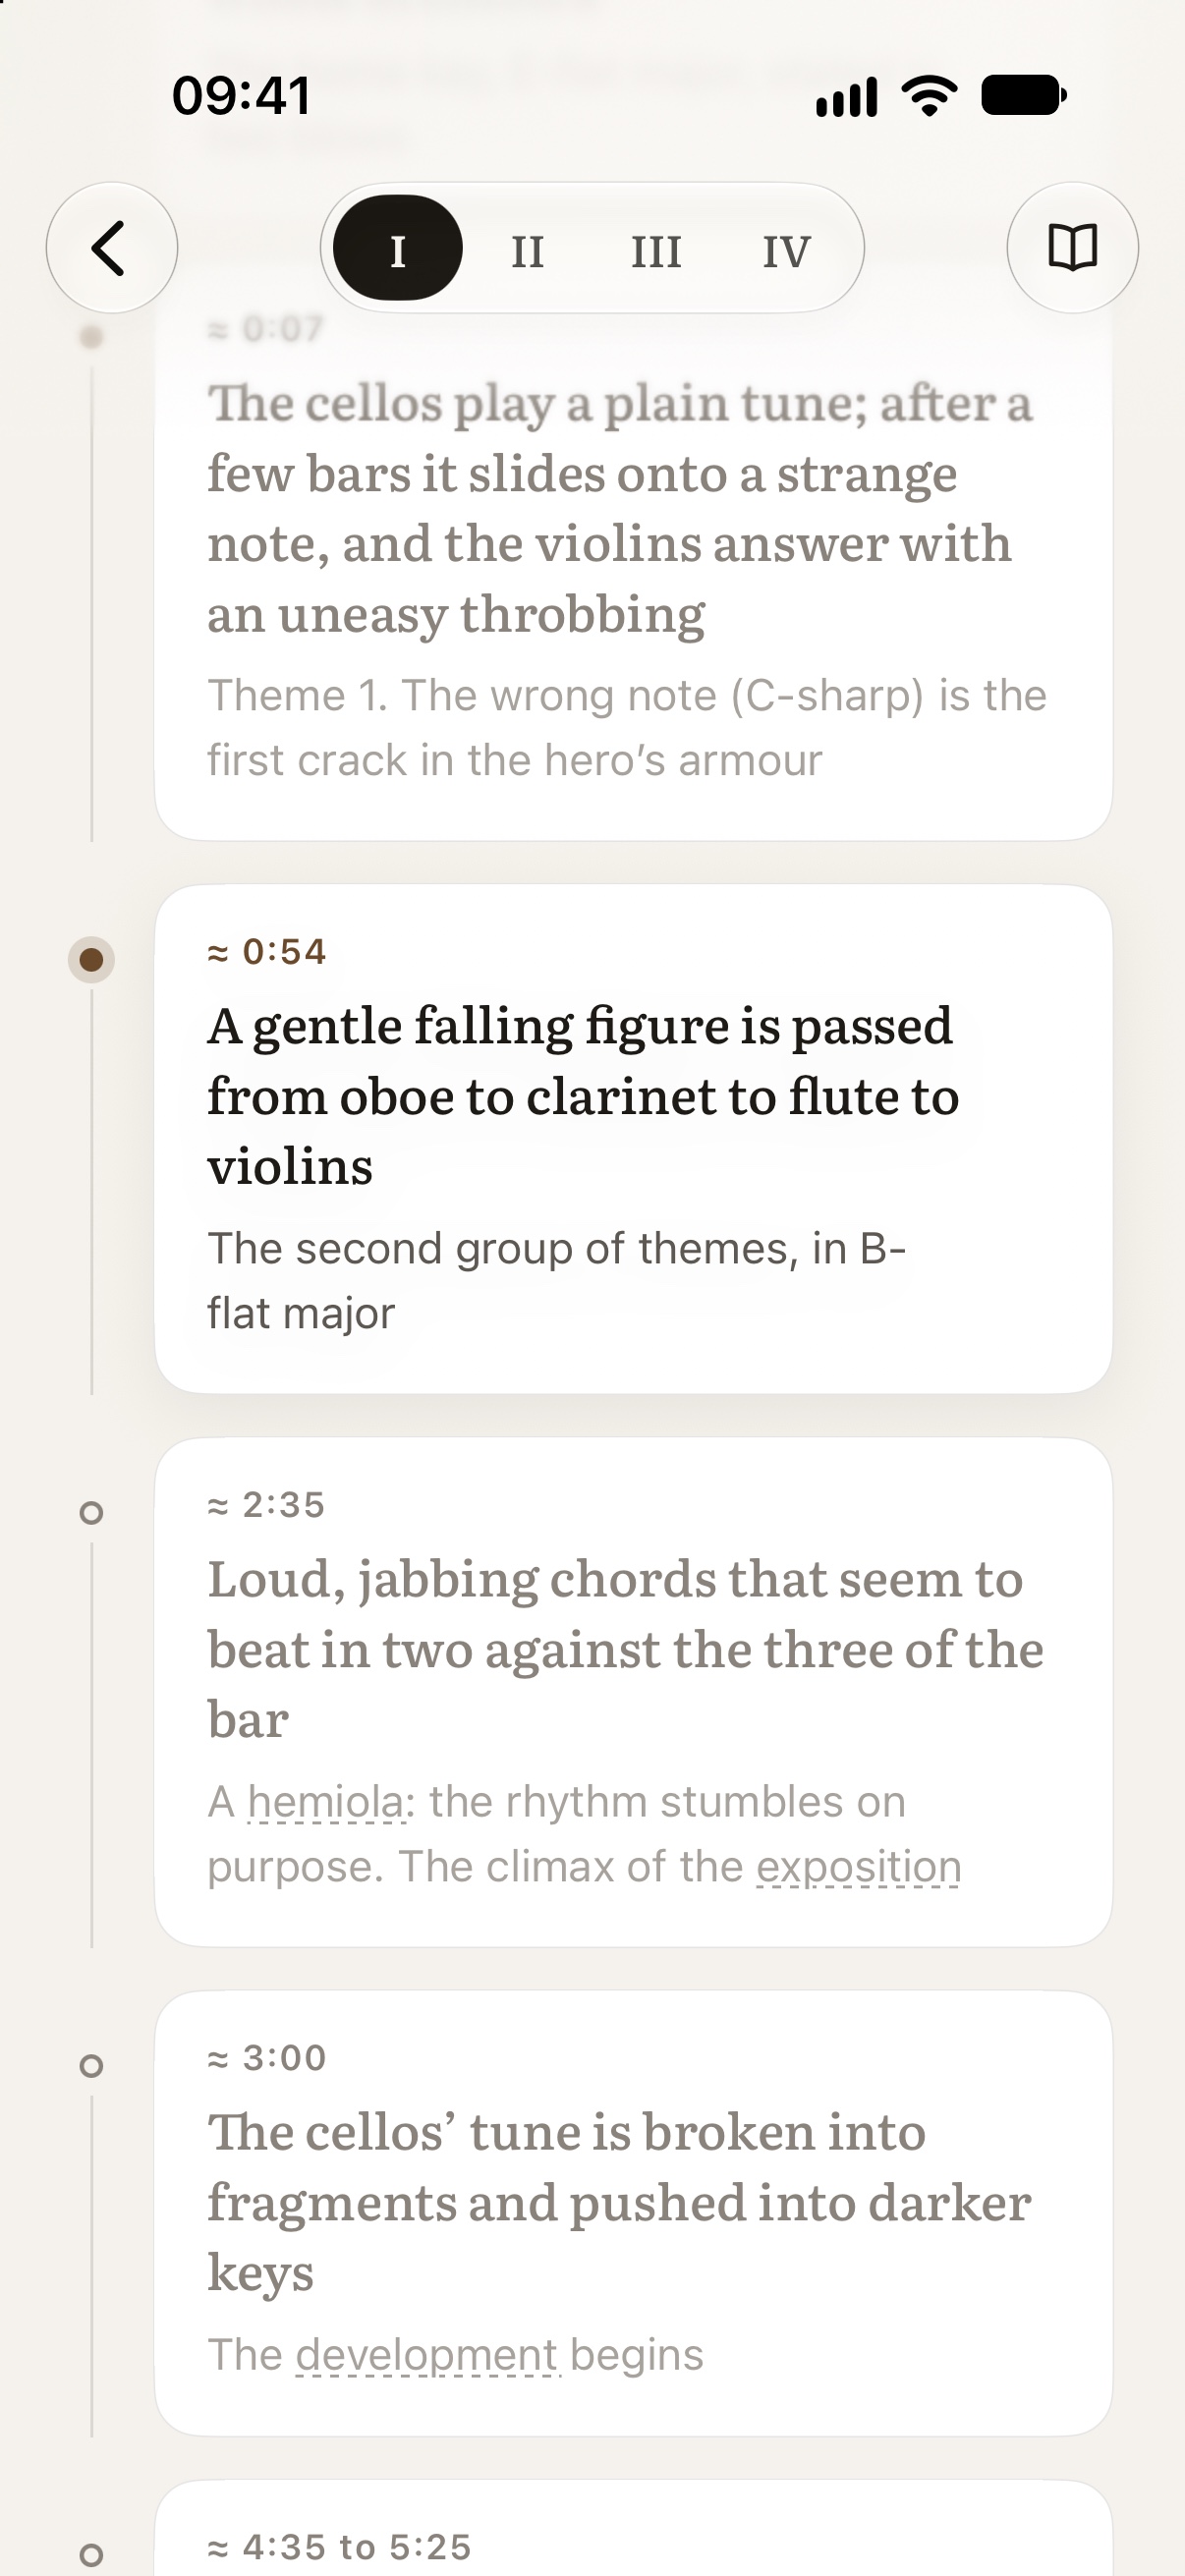 09:41
I II III IV
≈ 0:07
The cellos play a plain tune; after a
few bars it slides onto a strange
note, and the violins answer with
an uneasy throbbing
Theme 1. The wrong note (C-sharp) is the
first crack in the hero’s armour
≈ 0:54
A gentle falling figure is passed
from oboe to clarinet to flute to
violins
The second group of themes, in B-
flat major
≈ 2:35
Loud, jabbing chords that seem to
beat in two against the three of the
bar
A hemiola: the rhythm stumbles on
purpose. The climax of the exposition
≈ 3:00
The cellos’ tune is broken into
fragments and pushed into darker
keys
The development begins
≈ 4:35 to 5:25